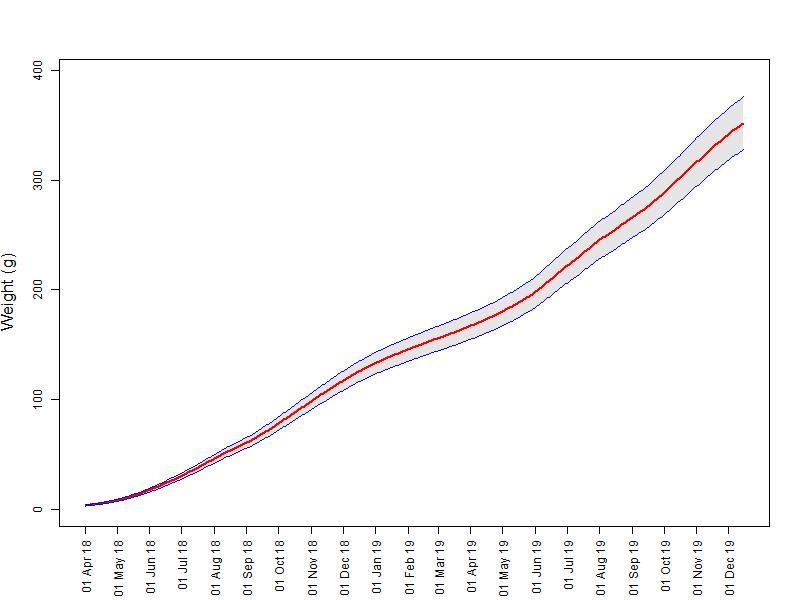 400
300
200
100
0
Weight (g)
01 Apr 18
01 May 18
01 Jun 18
01 Jul 18
01 Aug 18
01 Sep 18
01 Oct 18
01 Nov 18
01 Dec 18
01 Jan 19
01 Feb 19
01 Mar 19
01 Apr 19
01 May 19
01 Jun 19
01 Jul 19
01 Aug 19
01 Sep 19
01 Oct 19
01 Nov 19
01 Dec 19